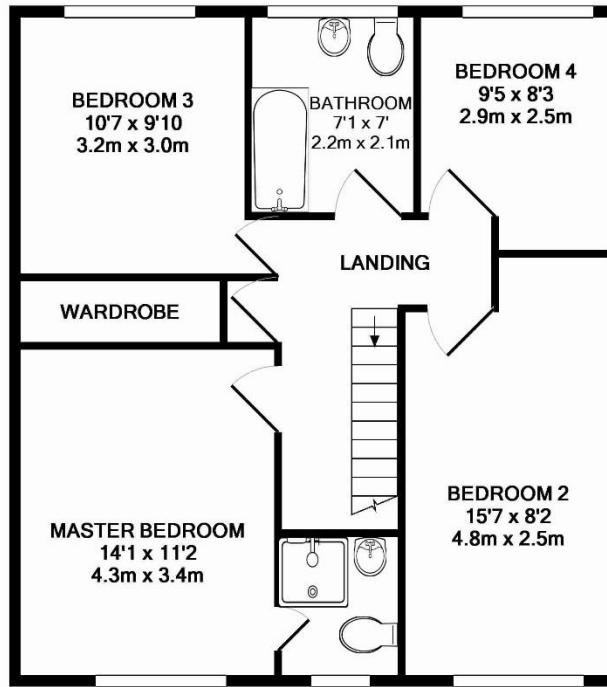 BEDROOM 3
10'7 x 9'10
3.2m x 3.0m
BATHROOM
7'1 x 7'
2.2m x 2.1m
BEDROOM 4
9'5 x 8'3
2.9m x 2.5m
LANDING
WARDROBE
MASTER BEDROOM
14'1 x 11'2
4.3m x 3.4m
BEDROOM 2
15'7 x 8'2
4.8m x 2.5m